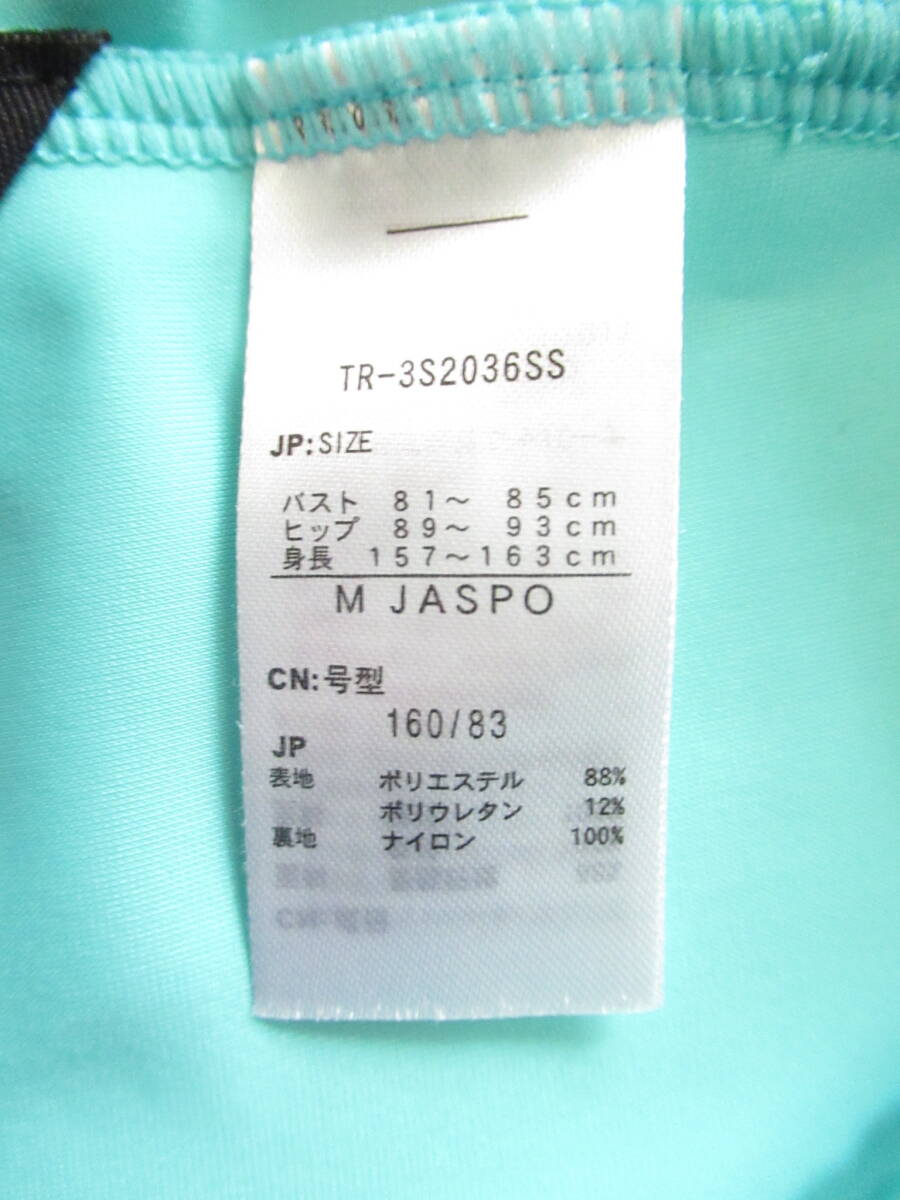 TR-3S2036SS
JP:SIZE
バスト 81～ 85cm
ヒップ 89～ 93cm
身長 157～163cm
M JASPO
CN:号型
160/83
JP
表地 ポリエステル 88%
ポリウレタン 12%
裏地 ナイロン 100%